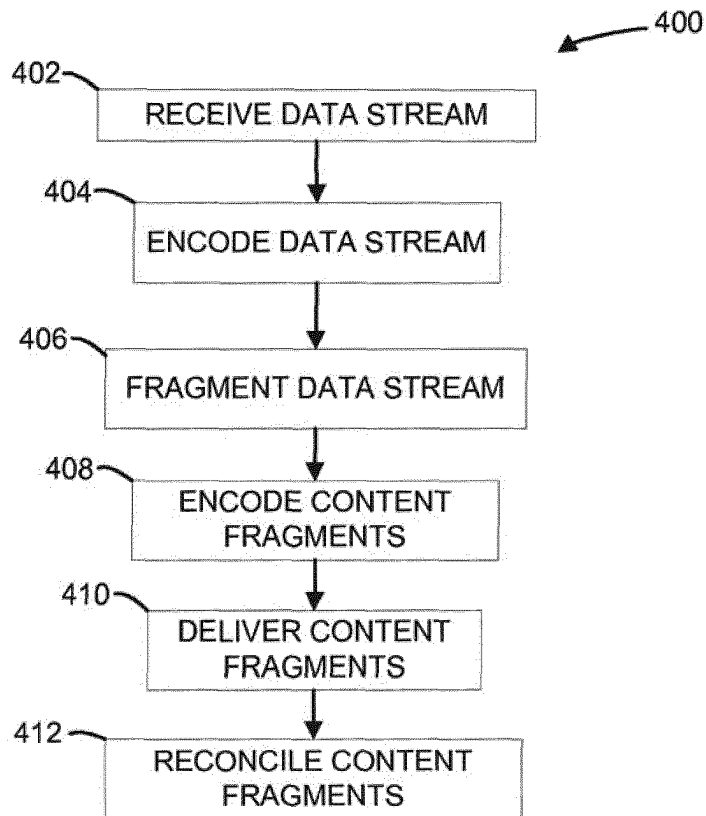 400
402
RECEIVE DATA STREAM
404
ENCODE DATA STREAM
406
FRAGMENT DATA STREAM
408
ENCODE CONTENT
FRAGMENTS
410
DELIVER CONTENT
FRAGMENTS
412
RECONCILE CONTENT
FRAGMENTS